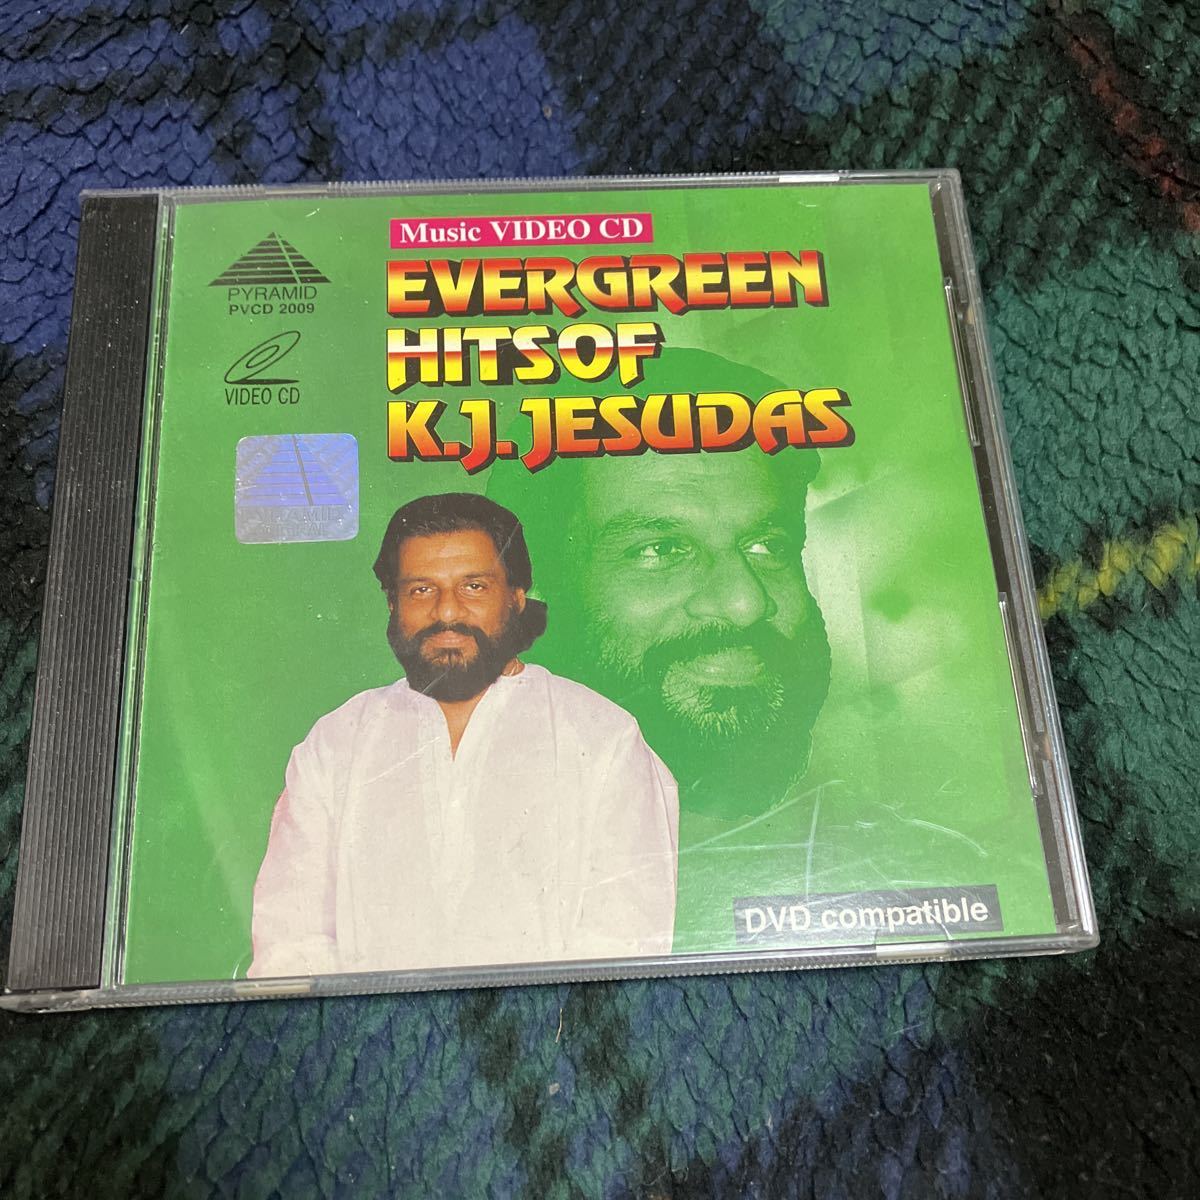 Music VIDEO CD
EVERGREEN
HITS OF
K.J. JESUDAS
PYRAMID
PVCD 2009
VIDEO CD
DVD compatible